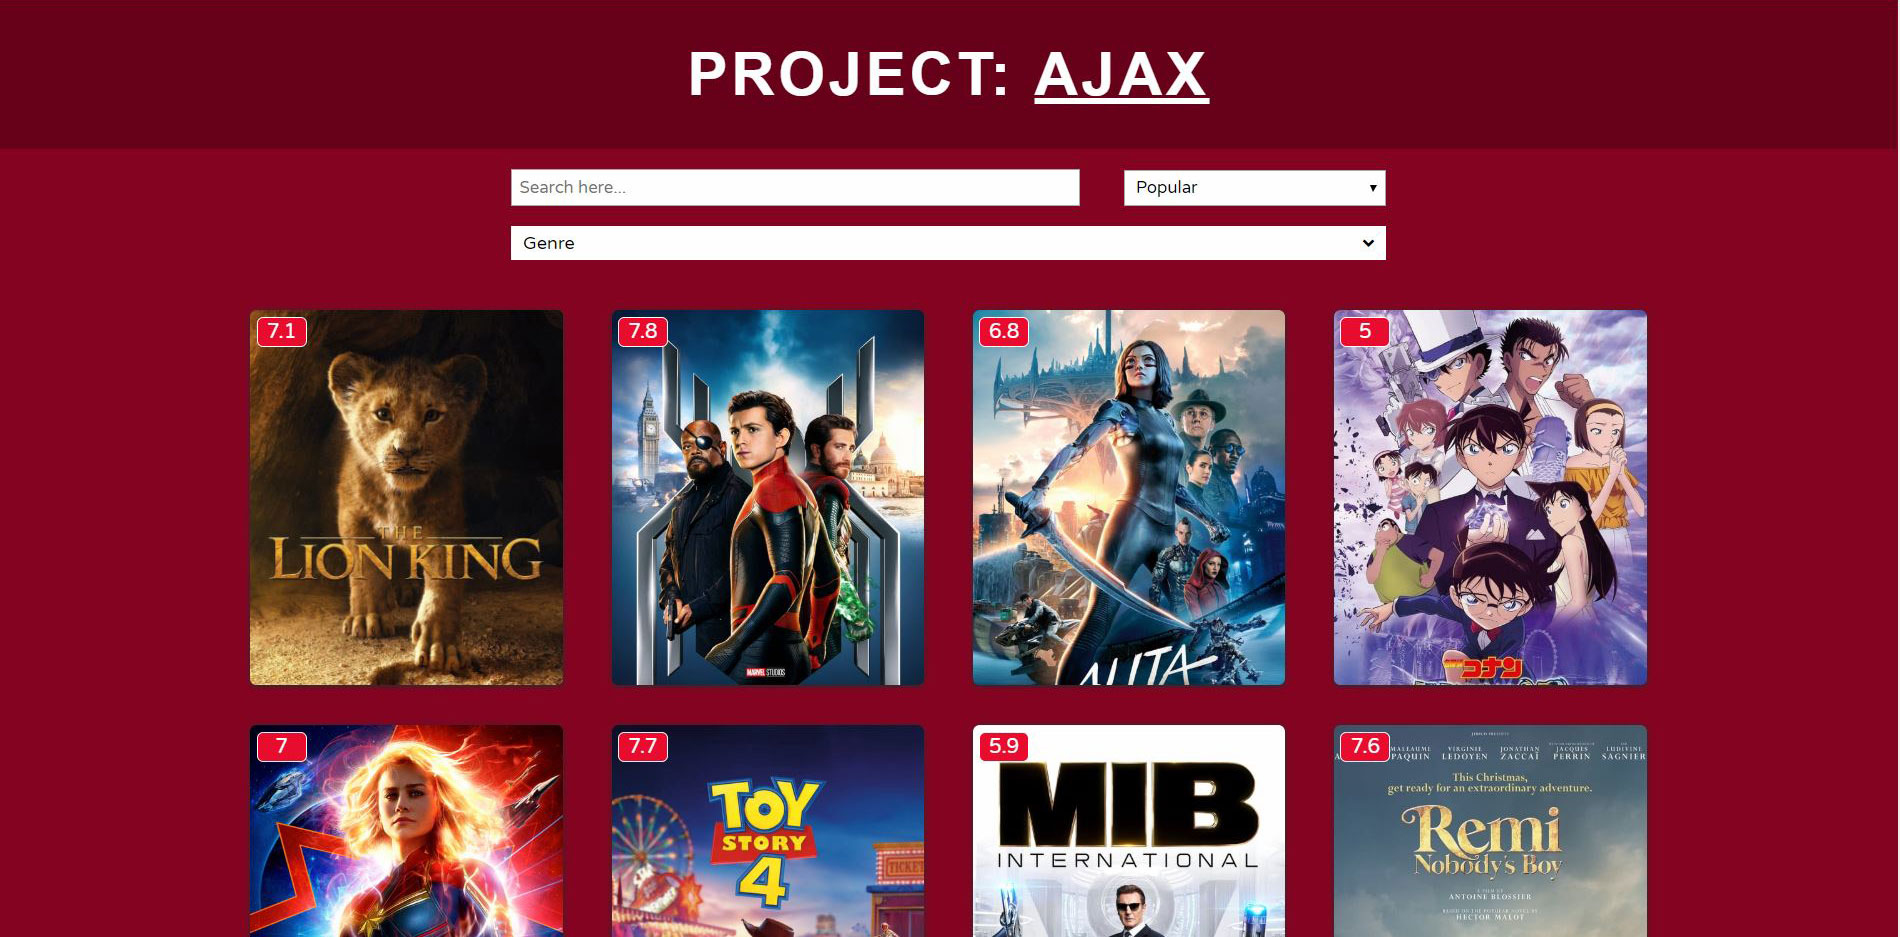 PROJECT: AJAX
Search here...
Popular
Genre
7.1
THE
LION KING
7.8
MARVEL STUDIOS
6.8
ALITA
5
コナン
7
7.7
TOY
STORY
4
TICKET
5.9
MIB
INTERNATIONAL
7.6
MALLAUME VIRGINIE JONATHAN JACQUES LUDIVINE
PAQUIN LEDOYEN ZACCAÏ PERRIN SAGNIER
This Christmas,
get ready for an extraordinary adventure.
Remi
Nobody's Boy
A FILM BY
ANTOINE BLOSSIER
BASED ON THE POPULAR NOVEL BY
HECTOR MALOT